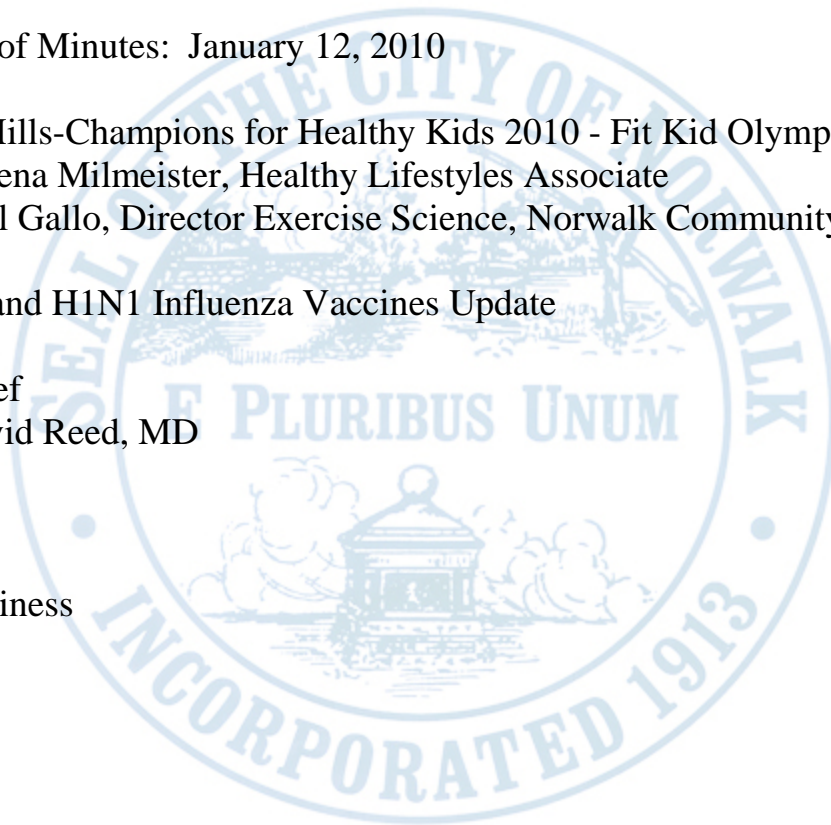 of Minutes: January 12, 2010
Mills-Champions for Healthy Kids 2010 - Fit Kid Olymp
ena Milmeister, Healthy Lifestyles Associate
l Gallo, Director Exercise Science, Norwalk Community
and H1N1 Influenza Vaccines Update
ef
vid Reed, MD
iness
SEAL OF THE CITY OF NORWALK
E PLURIBUS UNUM
INCORPORATED 1913